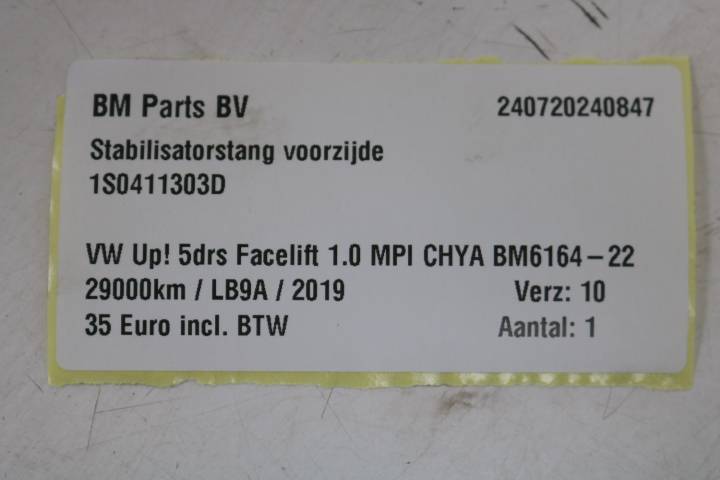 BM Parts BV 240720240847
Stabilisatorstang voorzijde
1S0411303D
VW Up! 5drs Facelift 1.0 MPI CHYA BM6164-22
29000km / LB9A / 2019 Verz: 10
35 Euro incl. BTW Aantal: 1